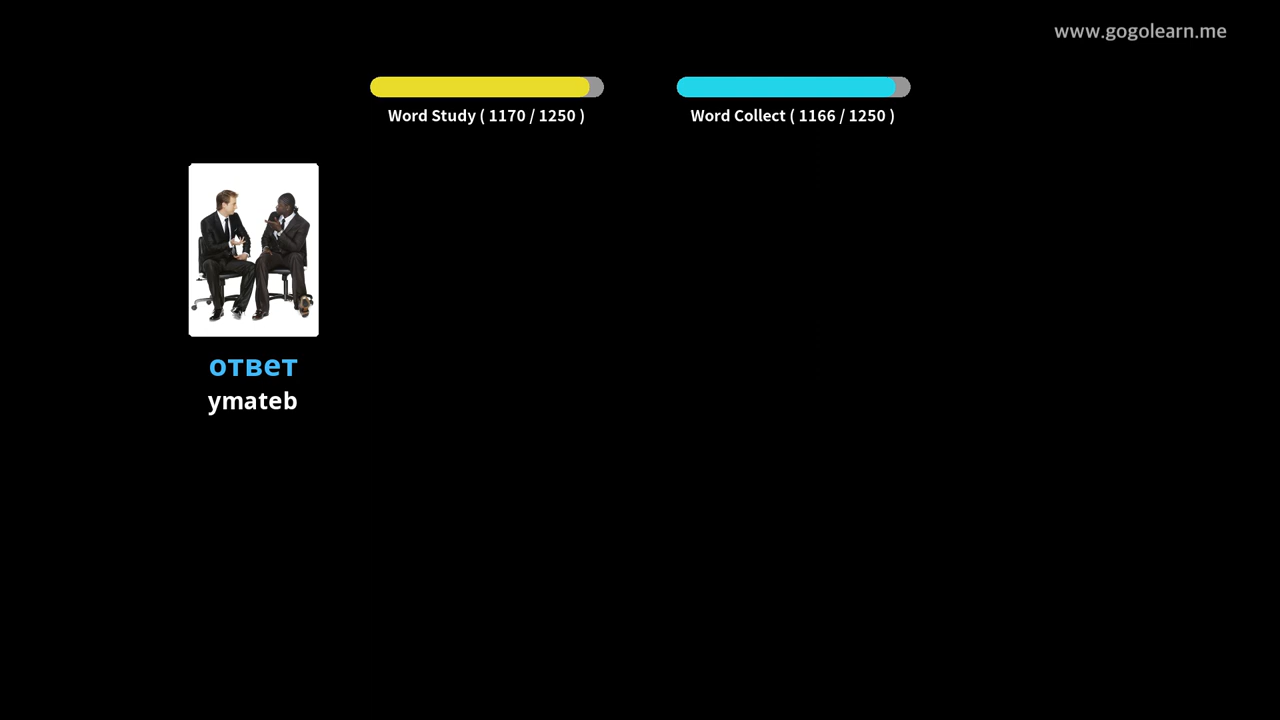 www.gogolearn.me
Word Study ( 1170 / 1250 )
Word Collect ( 1166 / 1250 )
ответ
ymateb